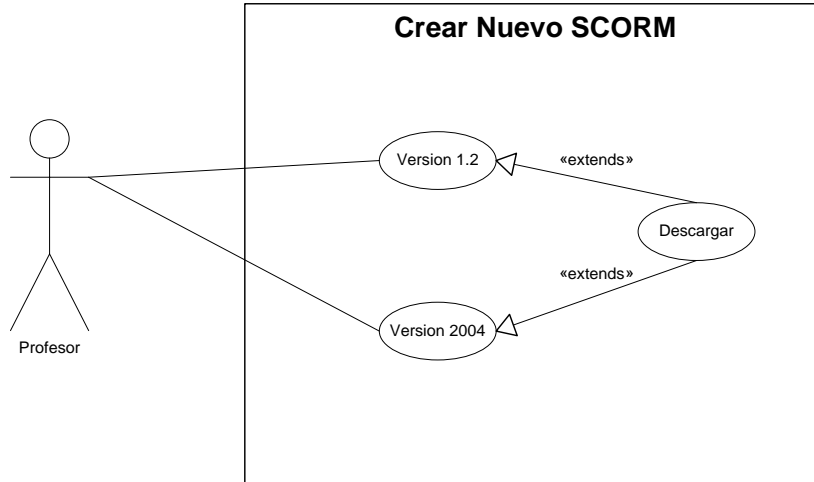 Crear Nuevo SCORM
Version 1.2
«extends»
Descargar
«extends»
Version 2004
Profesor